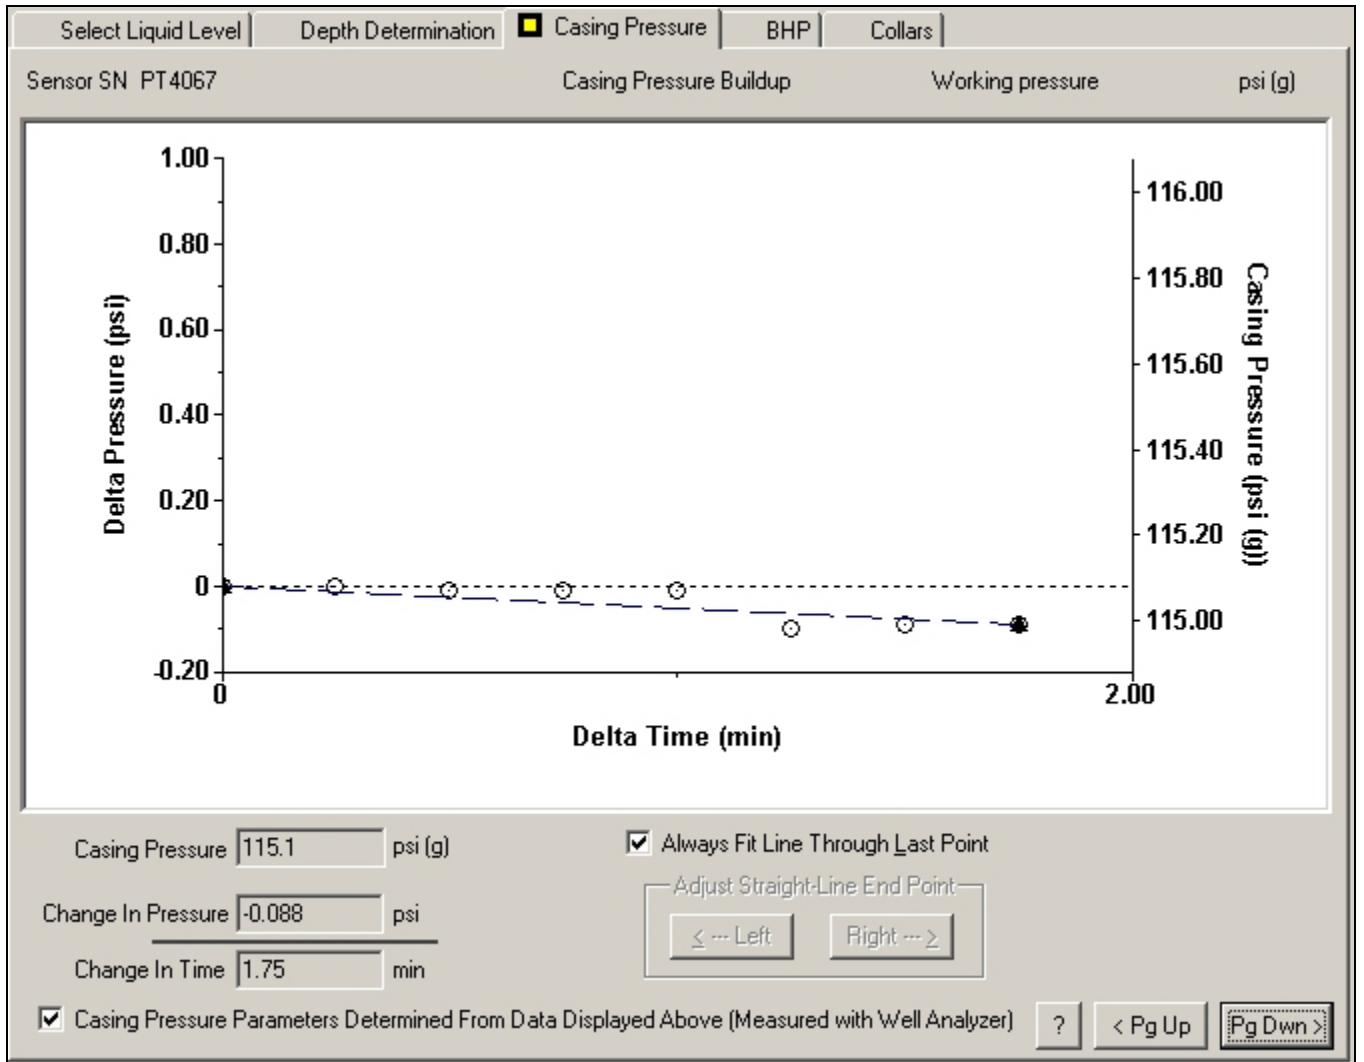 Select Liquid Level Depth Determination Casing Pressure BHP Collars
Sensor SN PT4067 Casing Pressure Buildup Working pressure psi (g)
1.00
0.80
0.60
0.40
0.20
0
-0.20
Delta Pressure (psi)
116.00
115.80
115.60
115.40
115.20
115.00
Casing Pressure (psi (g))
0 2.00
Delta Time (min)
Casing Pressure 115.1 psi (g)
Change In Pressure -0.088 psi
Change In Time 1.75 min
Always Fit Line Through Last Point
Adjust Straight-Line End Point
< --- Left Right --- >
Casing Pressure Parameters Determined From Data Displayed Above (Measured with Well Analyzer)
? < Pg Up Pg Dwn >